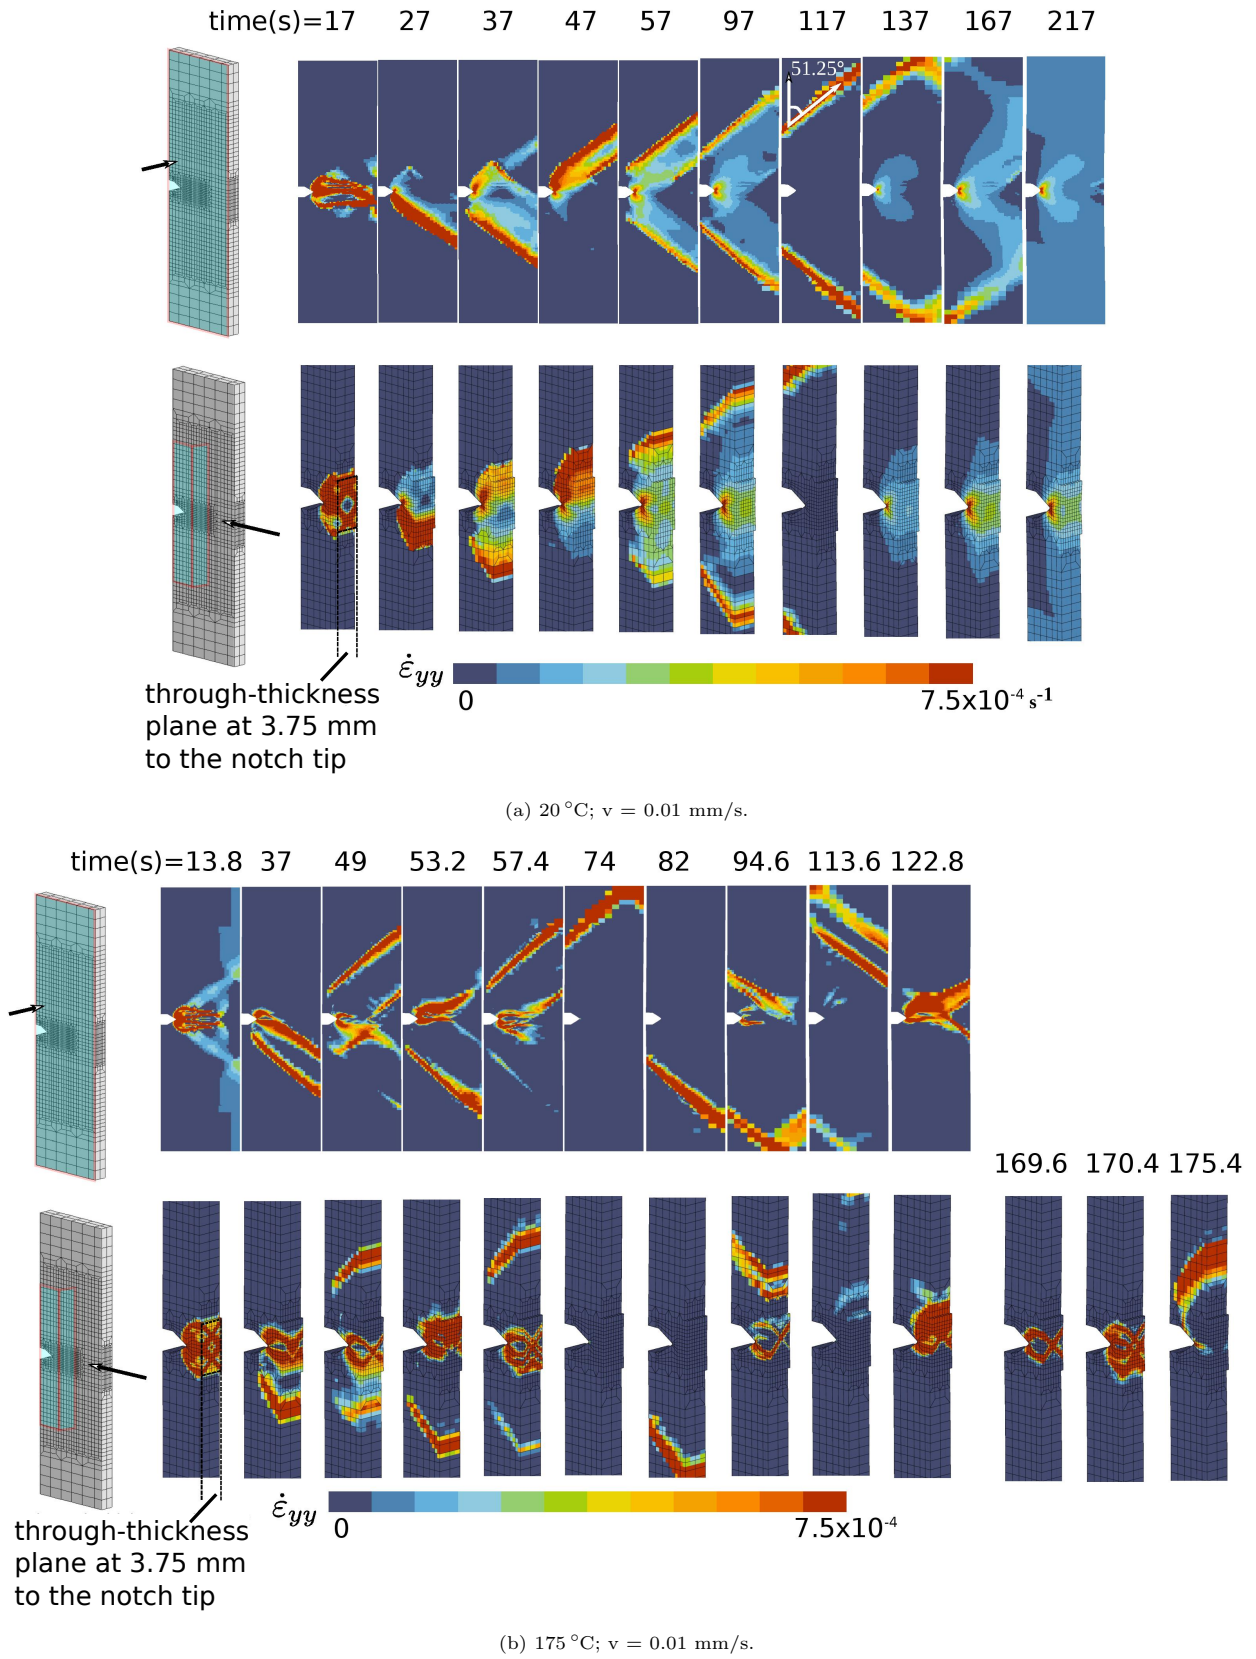 time(s)=17 27 37 47 57 97 117 137 167 217
51.25°
ε̇yy
0 7.5x10⁻⁴ s⁻¹
through-thickness
plane at 3.75 mm
to the notch tip
(a) 20 °C; v = 0.01 mm/s.
time(s)=13.8 37 49 53.2 57.4 74 82 94.6 113.6 122.8
169.6 170.4 175.4
ε̇yy
0 7.5x10⁻⁴
through-thickness
plane at 3.75 mm
to the notch tip
(b) 175 °C; v = 0.01 mm/s.